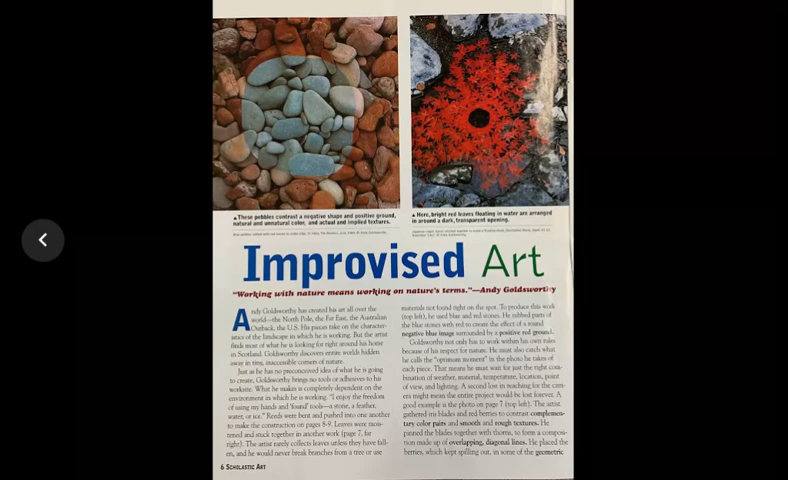 ▲These pebbles contrast a negative shape and positive ground,
natural and unnatural color, and actual and implied textures.
▲ Here, bright red leaves floating in water are arranged
in around a dark, transparent opening.
Improvised Art
"Working with nature means working on nature's terms."—Andy Goldsworthy
Andy Goldsworthy has created his art all over the
world—the North Pole, the Far East, the Australian
Outback, the U.S. His pieces take on the character-
istics of the landscape in which he is working. But the artist
finds most of what he is looking for right around his home
in Scotland. Goldsworthy discovers entire worlds hidden
away in tiny, inaccessible corners of nature.
Just as he has no preconceived idea of what he is going
to create, Goldsworthy brings no tools or adhesives to his
worksite. What he makes is completely dependent on the
environment in which he is working. "I enjoy the freedom
of using my hands and 'found' tools—a stone, a feather,
water, or ice." Reeds were bent and pushed into one another
to make the construction on pages 8-9. Leaves were mois-
tened and stuck together in another work (page 7, far
right). The artist rarely collects leaves unless they have fall-
en, and he would never break branches from a tree or use
materials not found right on the spot. To produce this work
(top left), he used blue and red stones. He rubbed parts of
the blue stones with red to create the effect of a round
negative blue image surrounded by a positive red ground.
Goldsworthy not only has to work within his own rules
because of his respect for nature. He must also catch what
he calls the "optimum moment" in the photo he takes of
each piece. That means he must wait for just the right com-
bination of weather, material, temperature, location, point
of view, and lighting. A second lost in reaching for the cam-
era might mean the entire project would be lost forever. A
good example is the photo on page 7 (top left). The artist
gathered iris blades and red berries to contrast complemen-
tary color pairs and smooth and rough textures. He
pinned the blades together with thorns, to form a composi-
tion made of overlapping, diagonal lines. He placed the
berries, which kept spilling out, in some of the geometric
6 SCHOLASTIC ART